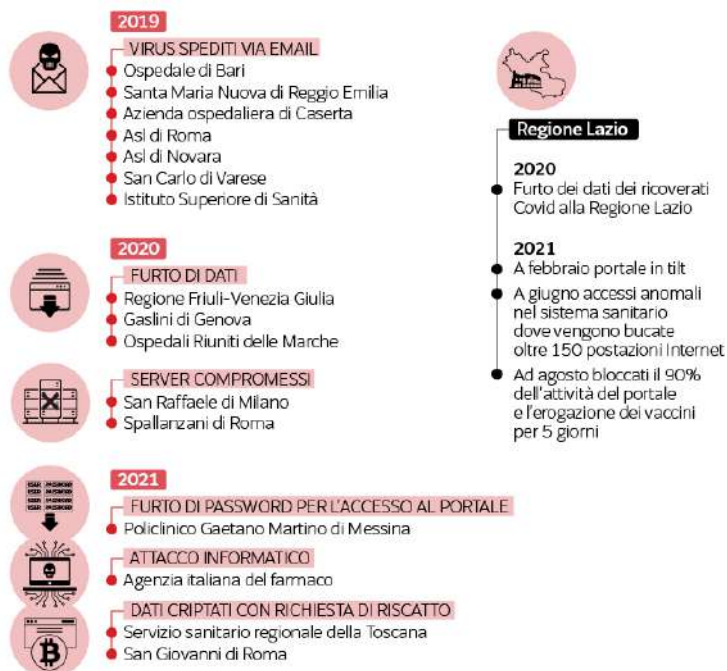 2019
VIRUS SPEDITI VIA EMAIL
Ospedale di Bari
Santa Maria Nuova di Reggio Emilia
Azienda ospedaliera di Caserta
Asl di Roma
Asl di Novara
San Carlo di Varese
Istituto Superiore di Sanità
2020
FURTO DI DATI
Regione Friuli-Venezia Giulia
Gaslini di Genova
Ospedali Riuniti delle Marche
SERVER COMPROMESSI
San Raffaele di Milano
Spallanzani di Roma
2021
FURTO DI PASSWORD PER L'ACCESSO AL PORTALE
Policlinico Gaetano Martino di Messina
ATTACCO INFORMATICO
Agenzia italiana del farmaco
DATI CRIPTATI CON RICHIESTA DI RISCATTO
Servizio sanitario regionale della Toscana
San Giovanni di Roma
Regione Lazio
2020
Furto dei dati dei ricoverati
Covid alla Regione Lazio
2021
A febbraio portale in tilt
A giugno accessi anomali
nel sistema sanitario
dove vengono bucate
oltre 150 postazioni Internet
Ad agosto bloccati il 90%
dell'attività del portale
e l'erogazione dei vaccini
per 5 giorni